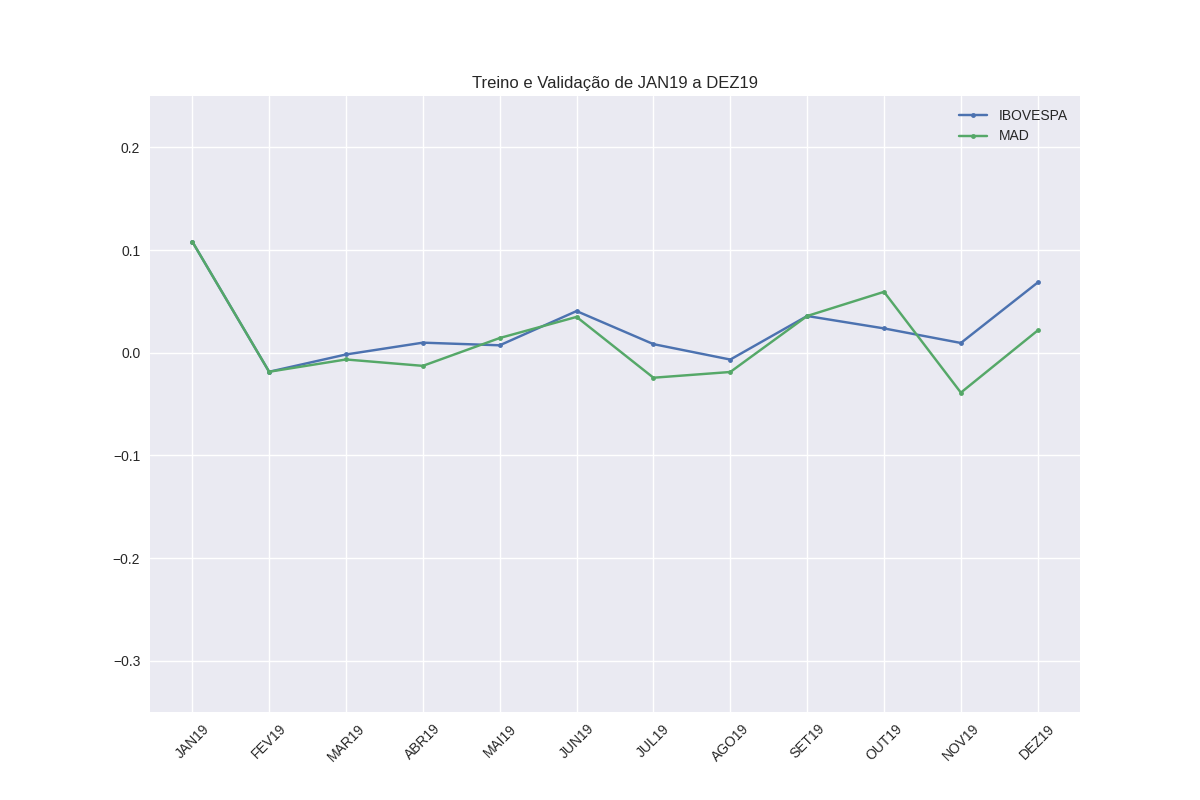 Treino e Validação de JAN19 a DEZ19
IBOVESPA
MAD
0.2
0.1
0.0
−0.1
−0.2
−0.3
JAN19
FEV19
MAR19
ABR19
MAI19
JUN19
JUL19
AGO19
SET19
OUT19
NOV19
DEZ19